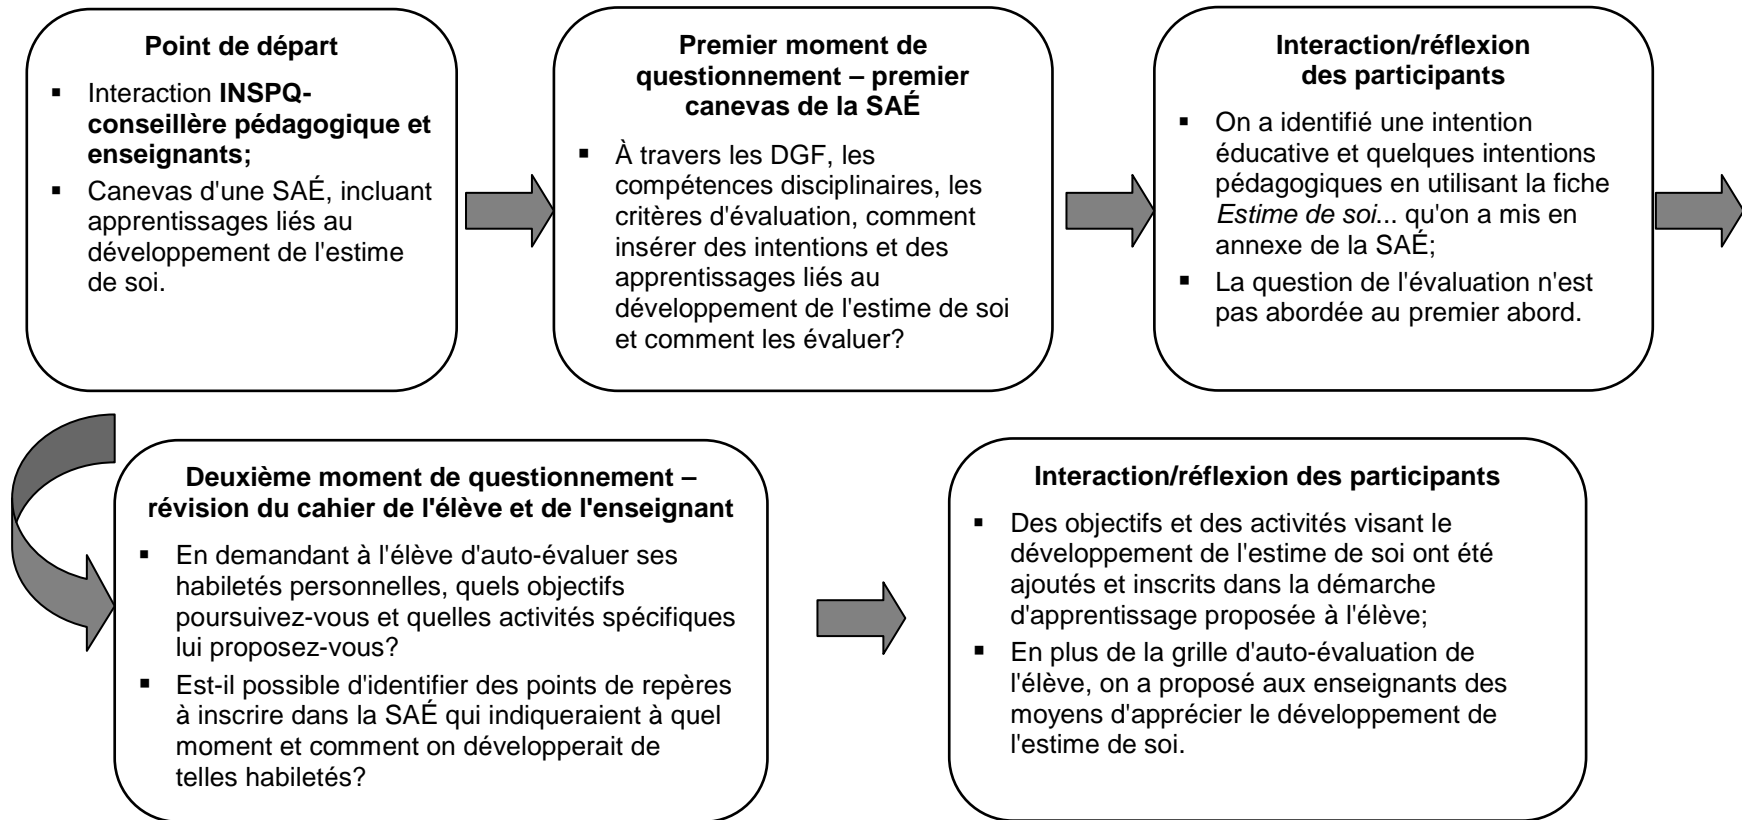 Point de départ
▪ Interaction INSPQ-
conseillère pédagogique et
enseignants;
▪ Canevas d'une SAÉ, incluant
apprentissages liés au
développement de l'estime
de soi.
Premier moment de
questionnement – premier
canevas de la SAÉ
▪ À travers les DGF, les
compétences disciplinaires, les
critères d'évaluation, comment
insérer des intentions et des
apprentissages liés au
développement de l'estime de soi
et comment les évaluer?
Interaction/réflexion
des participants
▪ On a identifié une intention
éducative et quelques intentions
pédagogiques en utilisant la fiche
Estime de soi... qu'on a mis en
annexe de la SAÉ;
▪ La question de l'évaluation n'est
pas abordée au premier abord.
Deuxième moment de questionnement –
révision du cahier de l'élève et de l'enseignant
▪ En demandant à l'élève d'auto-évaluer ses
habiletés personnelles, quels objectifs
poursuivez-vous et quelles activités spécifiques
lui proposez-vous?
▪ Est-il possible d'identifier des points de repères
à inscrire dans la SAÉ qui indiqueraient à quel
moment et comment on développerait de
telles habiletés?
Interaction/réflexion des participants
▪ Des objectifs et des activités visant le
développement de l'estime de soi ont été
ajoutés et inscrits dans la démarche
d'apprentissage proposée à l'élève;
▪ En plus de la grille d'auto-évaluation de
l'élève, on a proposé aux enseignants des
moyens d'apprécier le développement de
l'estime de soi.